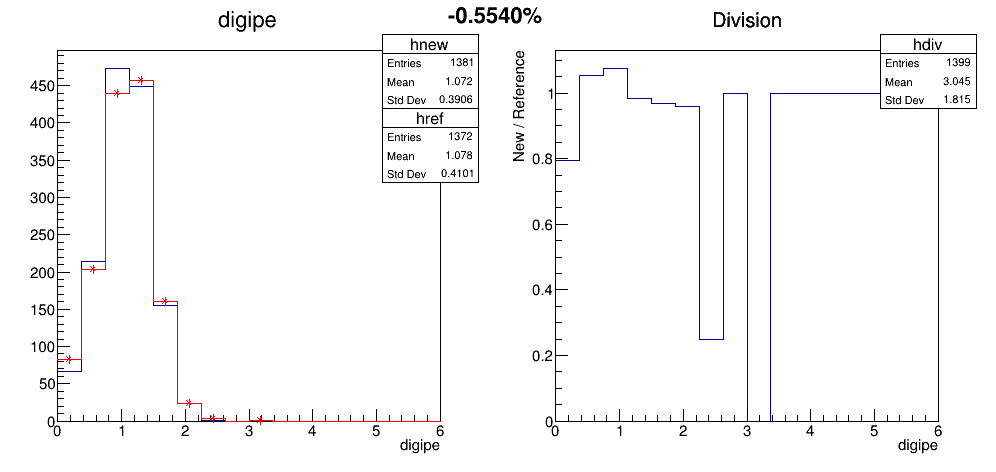 digipe
-0.5540%
Division
hnew
Entries 1381
Mean 1.072
Std Dev 0.3906
href
Entries 1372
Mean 1.078
Std Dev 0.4101
450
400
350
300
250
200
150
100
50
0
0 1 2 3 4 5 6
digipe
hdiv
Entries 1399
Mean 3.045
Std Dev 1.815
New / Reference
1
0.8
0.6
0.4
0.2
0
0 1 2 3 4 5 6
digipe